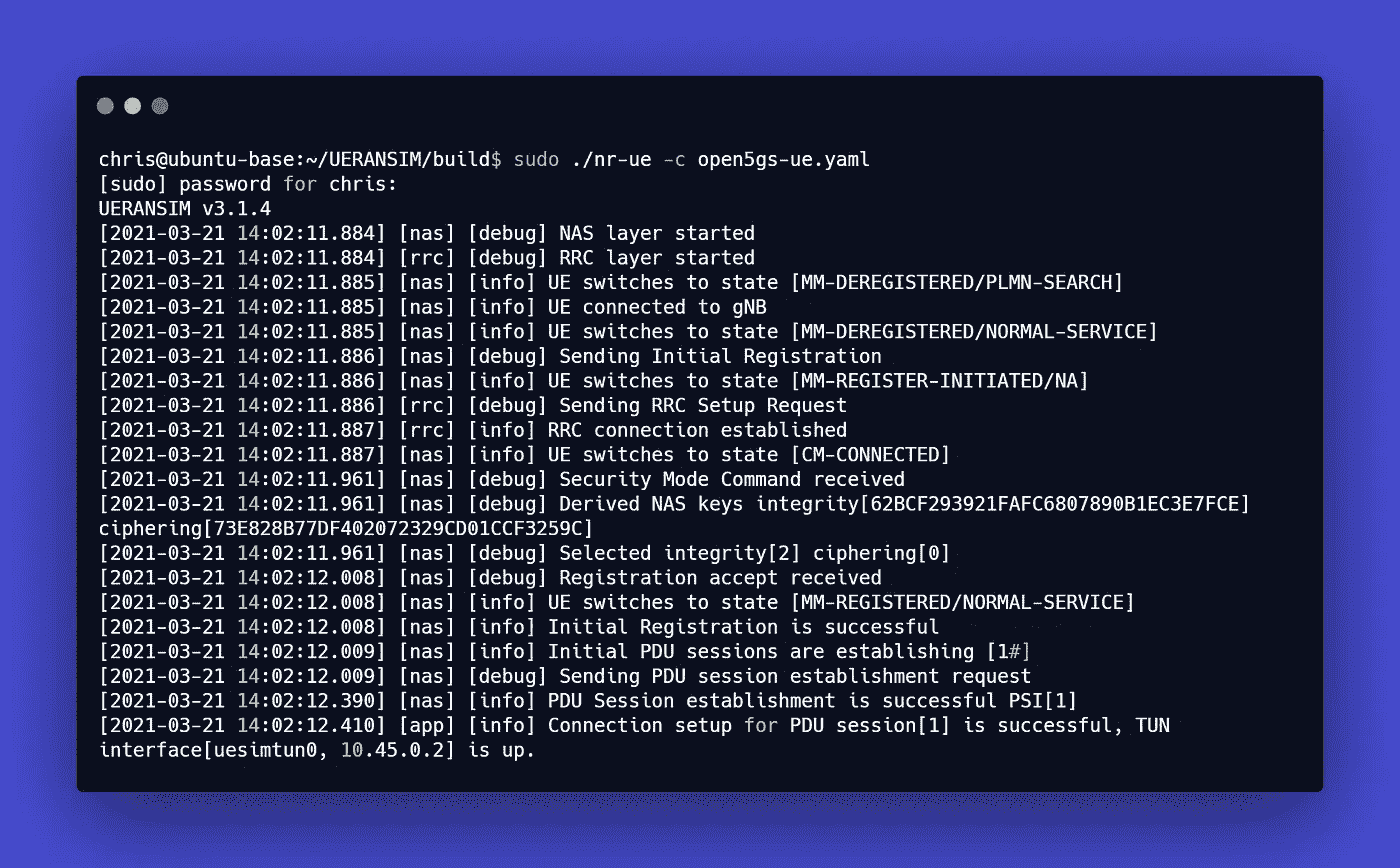 chris@ubuntu-base:~/UERANSIM/build$ sudo ./nr-ue -c open5gs-ue.yaml
[sudo] password for chris:
UERANSIM v3.1.4
[2021-03-21 14:02:11.884] [nas] [debug] NAS layer started
[2021-03-21 14:02:11.884] [rrc] [debug] RRC layer started
[2021-03-21 14:02:11.885] [nas] [info] UE switches to state [MM-DEREGISTERED/PLMN-SEARCH]
[2021-03-21 14:02:11.885] [nas] [info] UE connected to gNB
[2021-03-21 14:02:11.885] [nas] [info] UE switches to state [MM-DEREGISTERED/NORMAL-SERVICE]
[2021-03-21 14:02:11.886] [nas] [debug] Sending Initial Registration
[2021-03-21 14:02:11.886] [nas] [info] UE switches to state [MM-REGISTER-INITIATED/NA]
[2021-03-21 14:02:11.886] [rrc] [debug] Sending RRC Setup Request
[2021-03-21 14:02:11.887] [rrc] [info] RRC connection established
[2021-03-21 14:02:11.887] [nas] [info] UE switches to state [CM-CONNECTED]
[2021-03-21 14:02:11.961] [nas] [debug] Security Mode Command received
[2021-03-21 14:02:11.961] [nas] [debug] Derived NAS keys integrity[62BCF293921FAFC6807890B1EC3E7FCE]
ciphering[73E828B77DF402072329CD01CCF3259C]
[2021-03-21 14:02:11.961] [nas] [debug] Selected integrity[2] ciphering[0]
[2021-03-21 14:02:12.008] [nas] [debug] Registration accept received
[2021-03-21 14:02:12.008] [nas] [info] UE switches to state [MM-REGISTERED/NORMAL-SERVICE]
[2021-03-21 14:02:12.008] [nas] [info] Initial Registration is successful
[2021-03-21 14:02:12.009] [nas] [info] Initial PDU sessions are establishing [1#]
[2021-03-21 14:02:12.009] [nas] [debug] Sending PDU session establishment request
[2021-03-21 14:02:12.390] [nas] [info] PDU Session establishment is successful PSI[1]
[2021-03-21 14:02:12.410] [app] [info] Connection setup for PDU session[1] is successful, TUN
interface[uesimtun0, 10.45.0.2] is up.